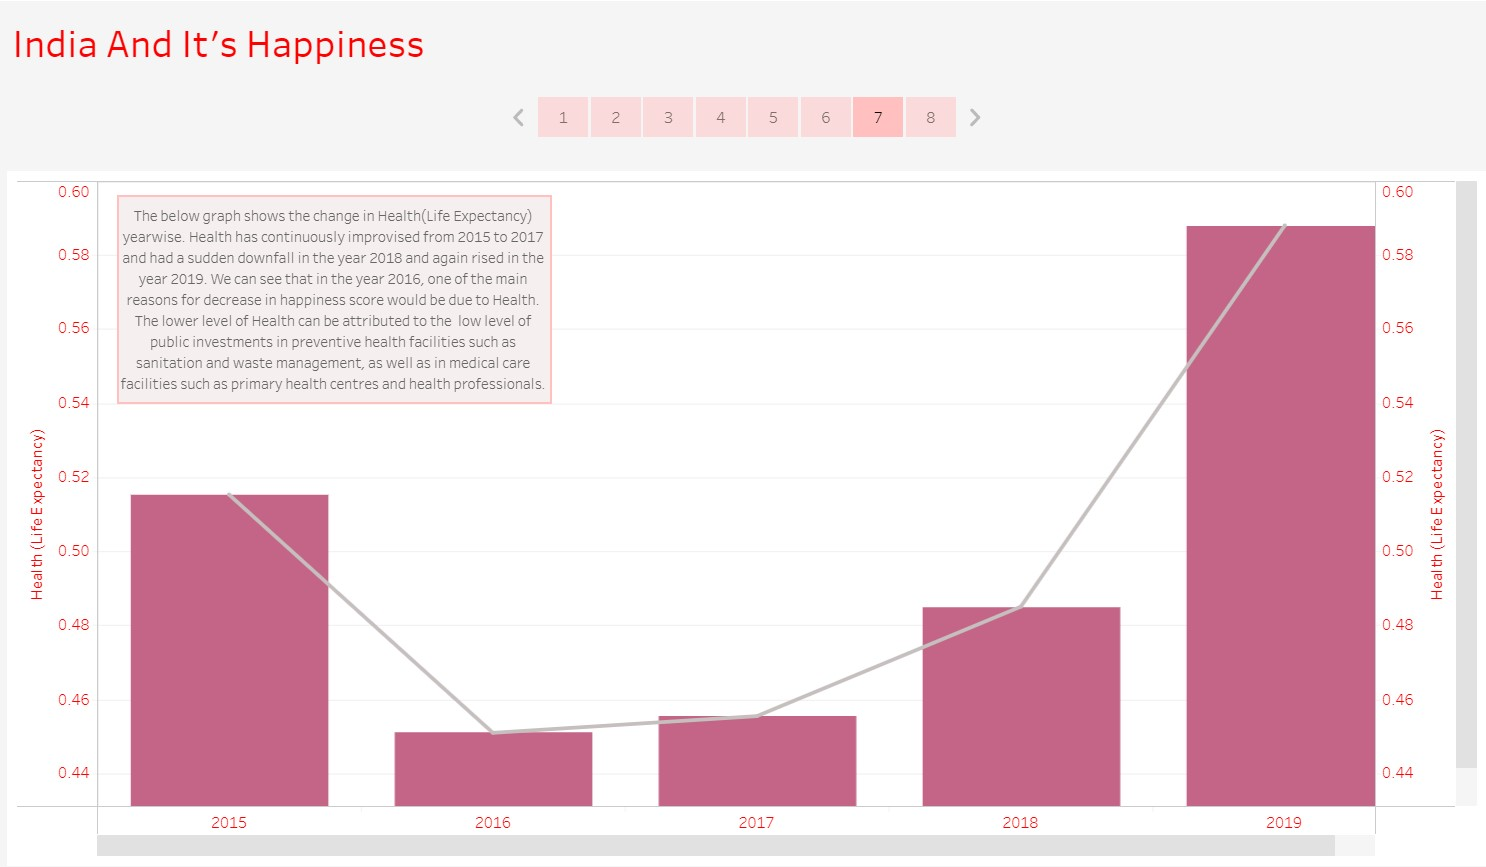 India And It’s Happiness
1 2 3 4 5 6 7 8
The below graph shows the change in Health(Life Expectancy)
yearwise. Health has continuously improvised from 2015 to 2017
and had a sudden downfall in the year 2018 and again rised in the
year 2019. We can see that in the year 2016, one of the main
reasons for decrease in happiness score would be due to Health.
The lower level of Health can be attributed to the  low level of
public investments in preventive health facilities such as
sanitation and waste management, as well as in medical care
facilities such as primary health centres and health professionals.
Health (Life Expectancy)
0.60
0.58
0.56
0.54
0.52
0.50
0.48
0.46
0.44
0.60
0.58
0.56
0.54
0.52
0.50
0.48
0.46
0.44
Health (Life Expectancy)
2015 2016 2017 2018 2019